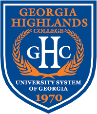 GEORGIA
HIGHLANDS
COLLEGE
GHC
UNIVERSITY SYSTEM
OF GEORGIA
1970